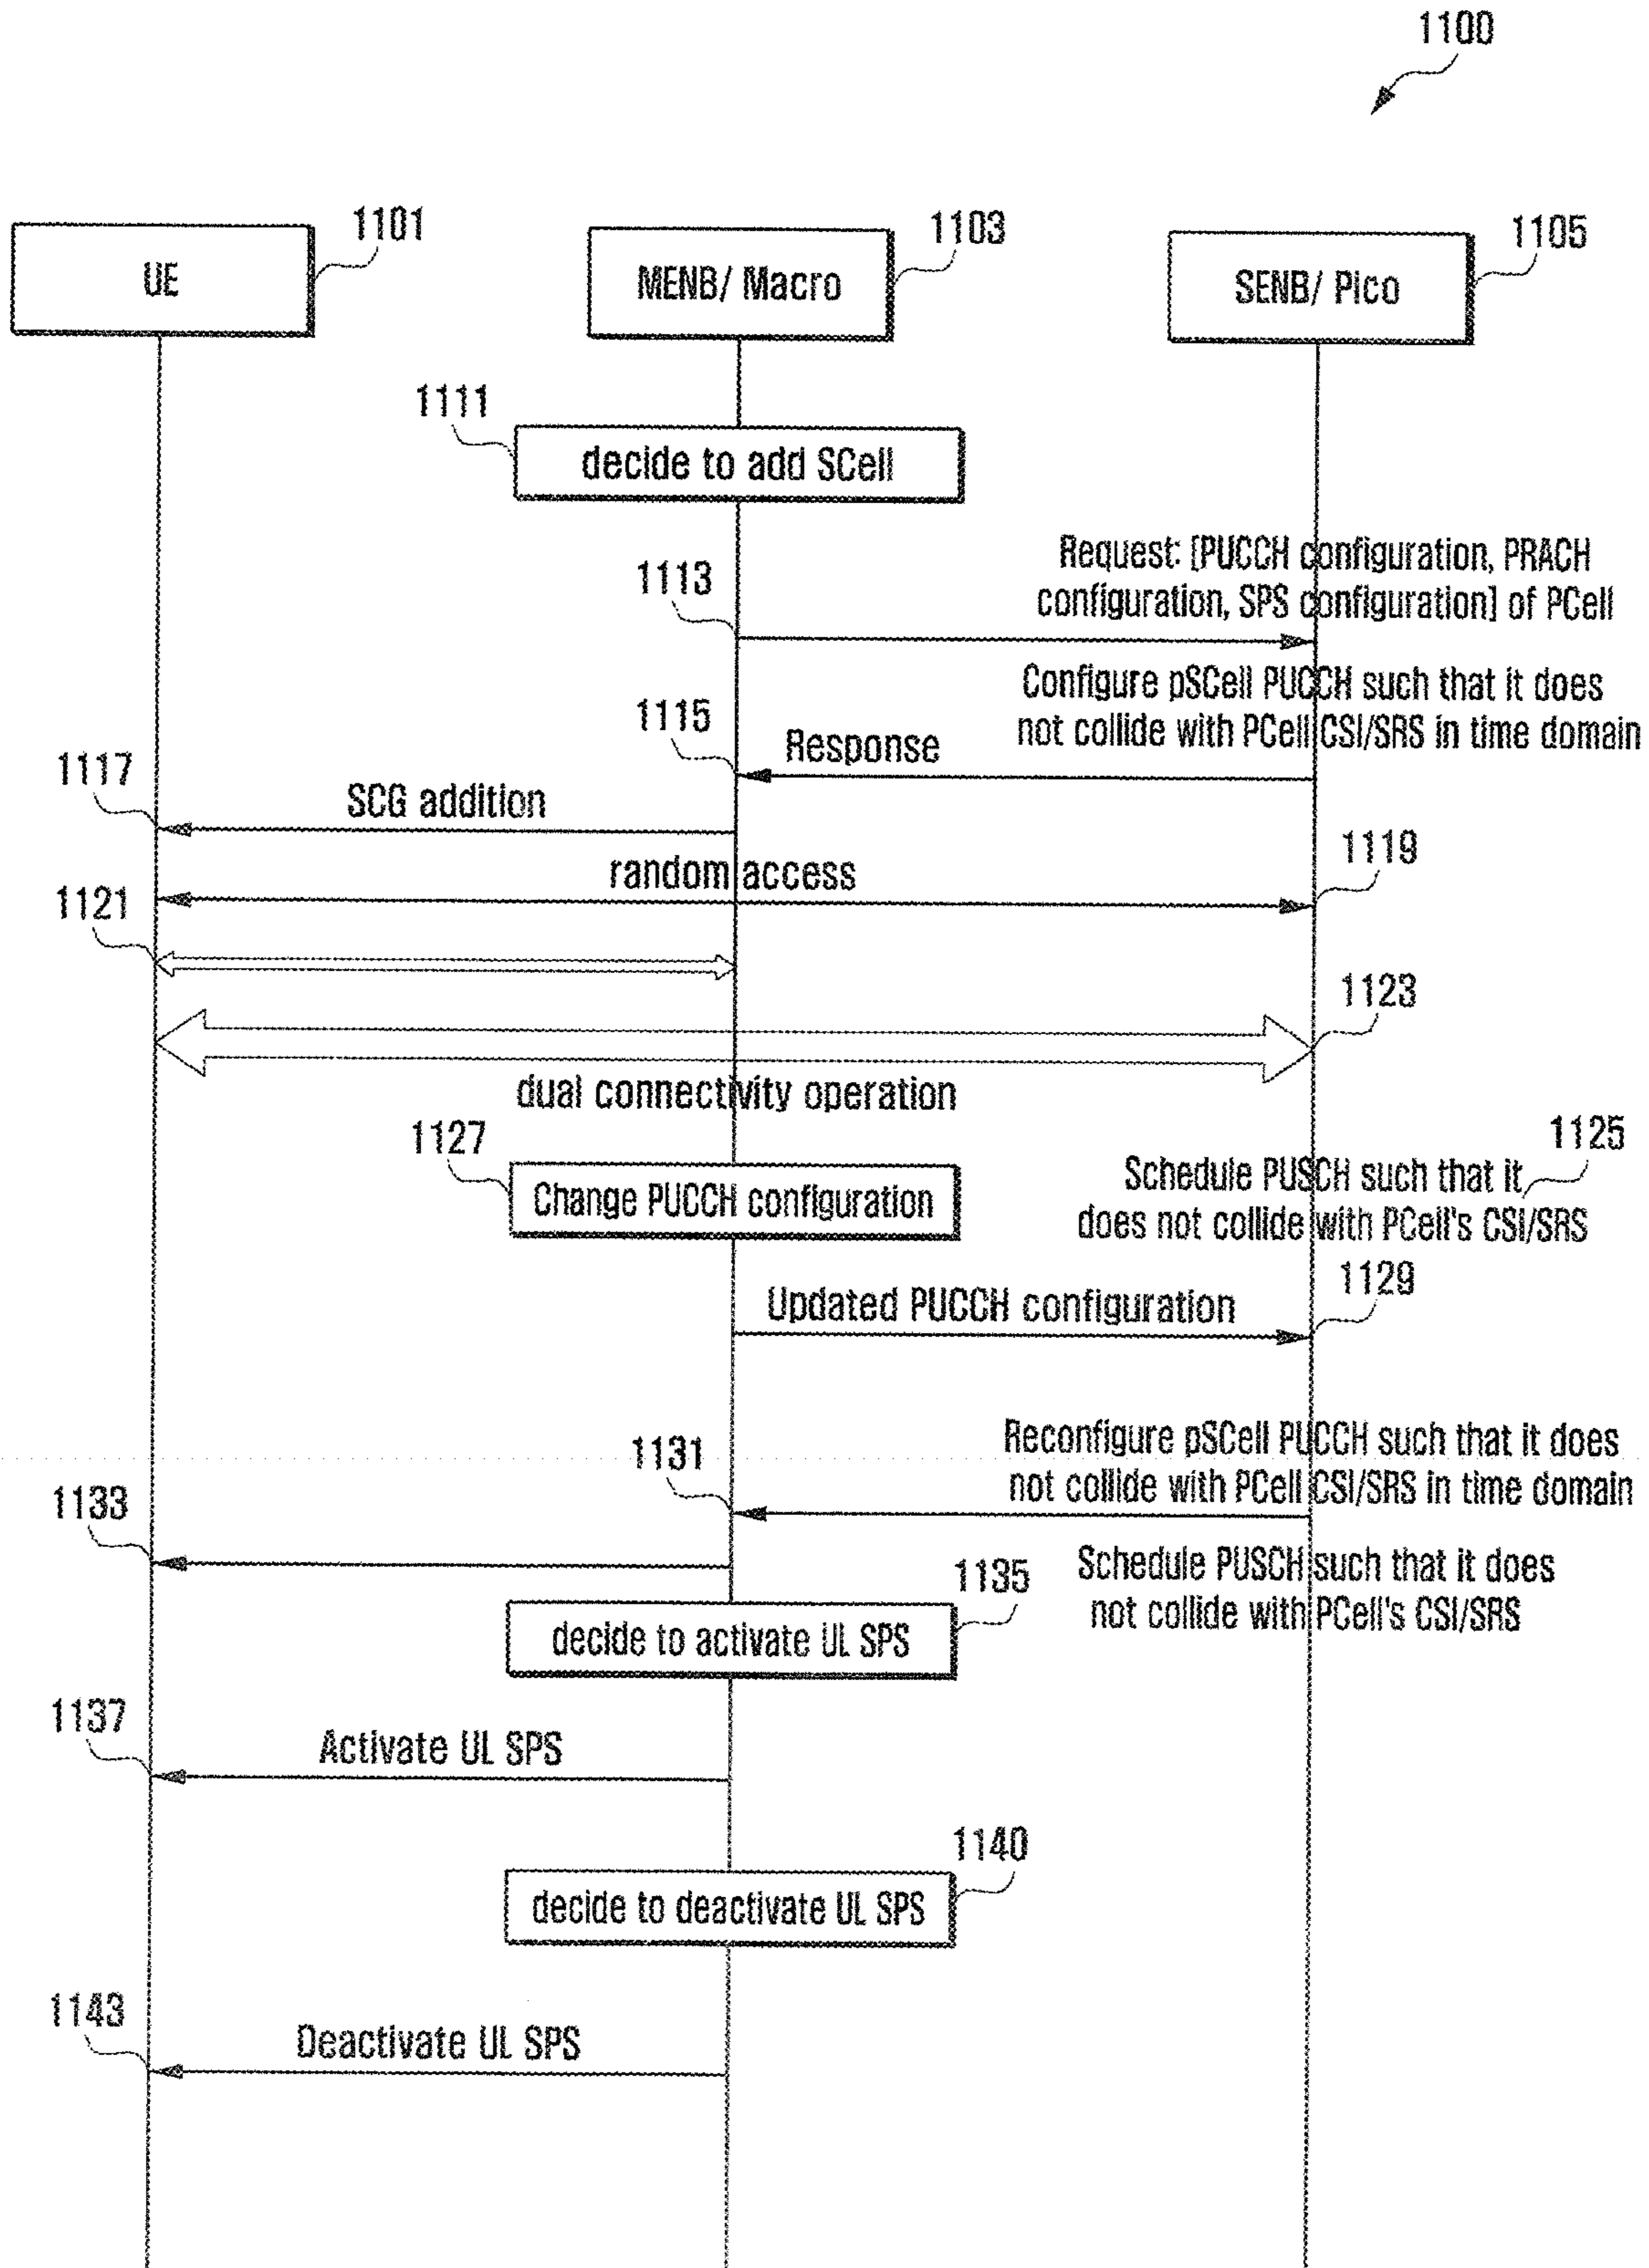 1100
1101
1103
1105
UE
MENB/ Macro
SENB/ Pico
1111
decide to add SCell
1113
Request: [PUCCH configuration, PRACH
configuration, SPS configuration] of PCell
Configure pSCell PUCCH such that it does
not collide with PCell CSI/SRS in time domain
1115
Response
1117
SCG addition
1119
random access
1121
1123
dual connectivity operation
1125
1127
Change PUCCH configuration
Schedule PUSCH such that it
does not collide with PCell's CSI/SRS
1129
Updated PUCCH configuration
Reconfigure pSCell PUCCH such that it does
not collide with PCell CSI/SRS in time domain
1131
1133
Schedule PUSCH such that it does
not collide with PCell's CSI/SRS
1135
decide to activate UL SPS
1137
Activate UL SPS
1140
decide to deactivate UL SPS
1143
Deactivate UL SPS